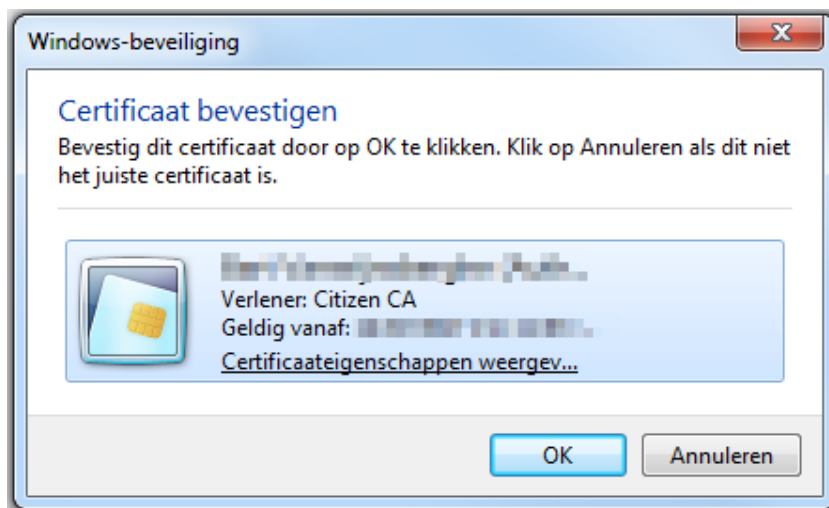 Windows-beveiliging
Certificaat bevestigen
Bevestig dit certificaat door op OK te klikken. Klik op Annuleren als dit niet
het juiste certificaat is.
Verlener: Citizen CA
Geldig vanaf:
Certificaateigenschappen weergev...
OK
Annuleren